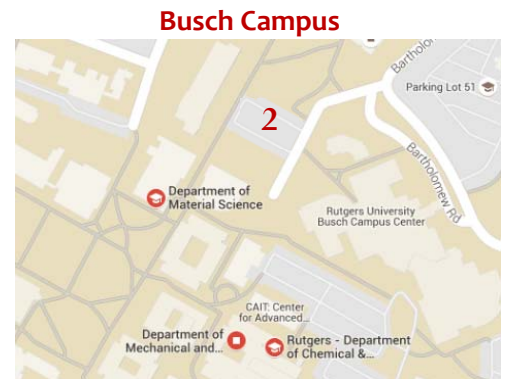 Busch Campus
Bartholo
Parking Lot 51
2
Bartholomew Rd
Department of
Material Science
Rutgers University
Busch Campus Center
CAIT: Center
for Advanced...
Department of
Mechanical and...
Rutgers - Department
of Chemical &...